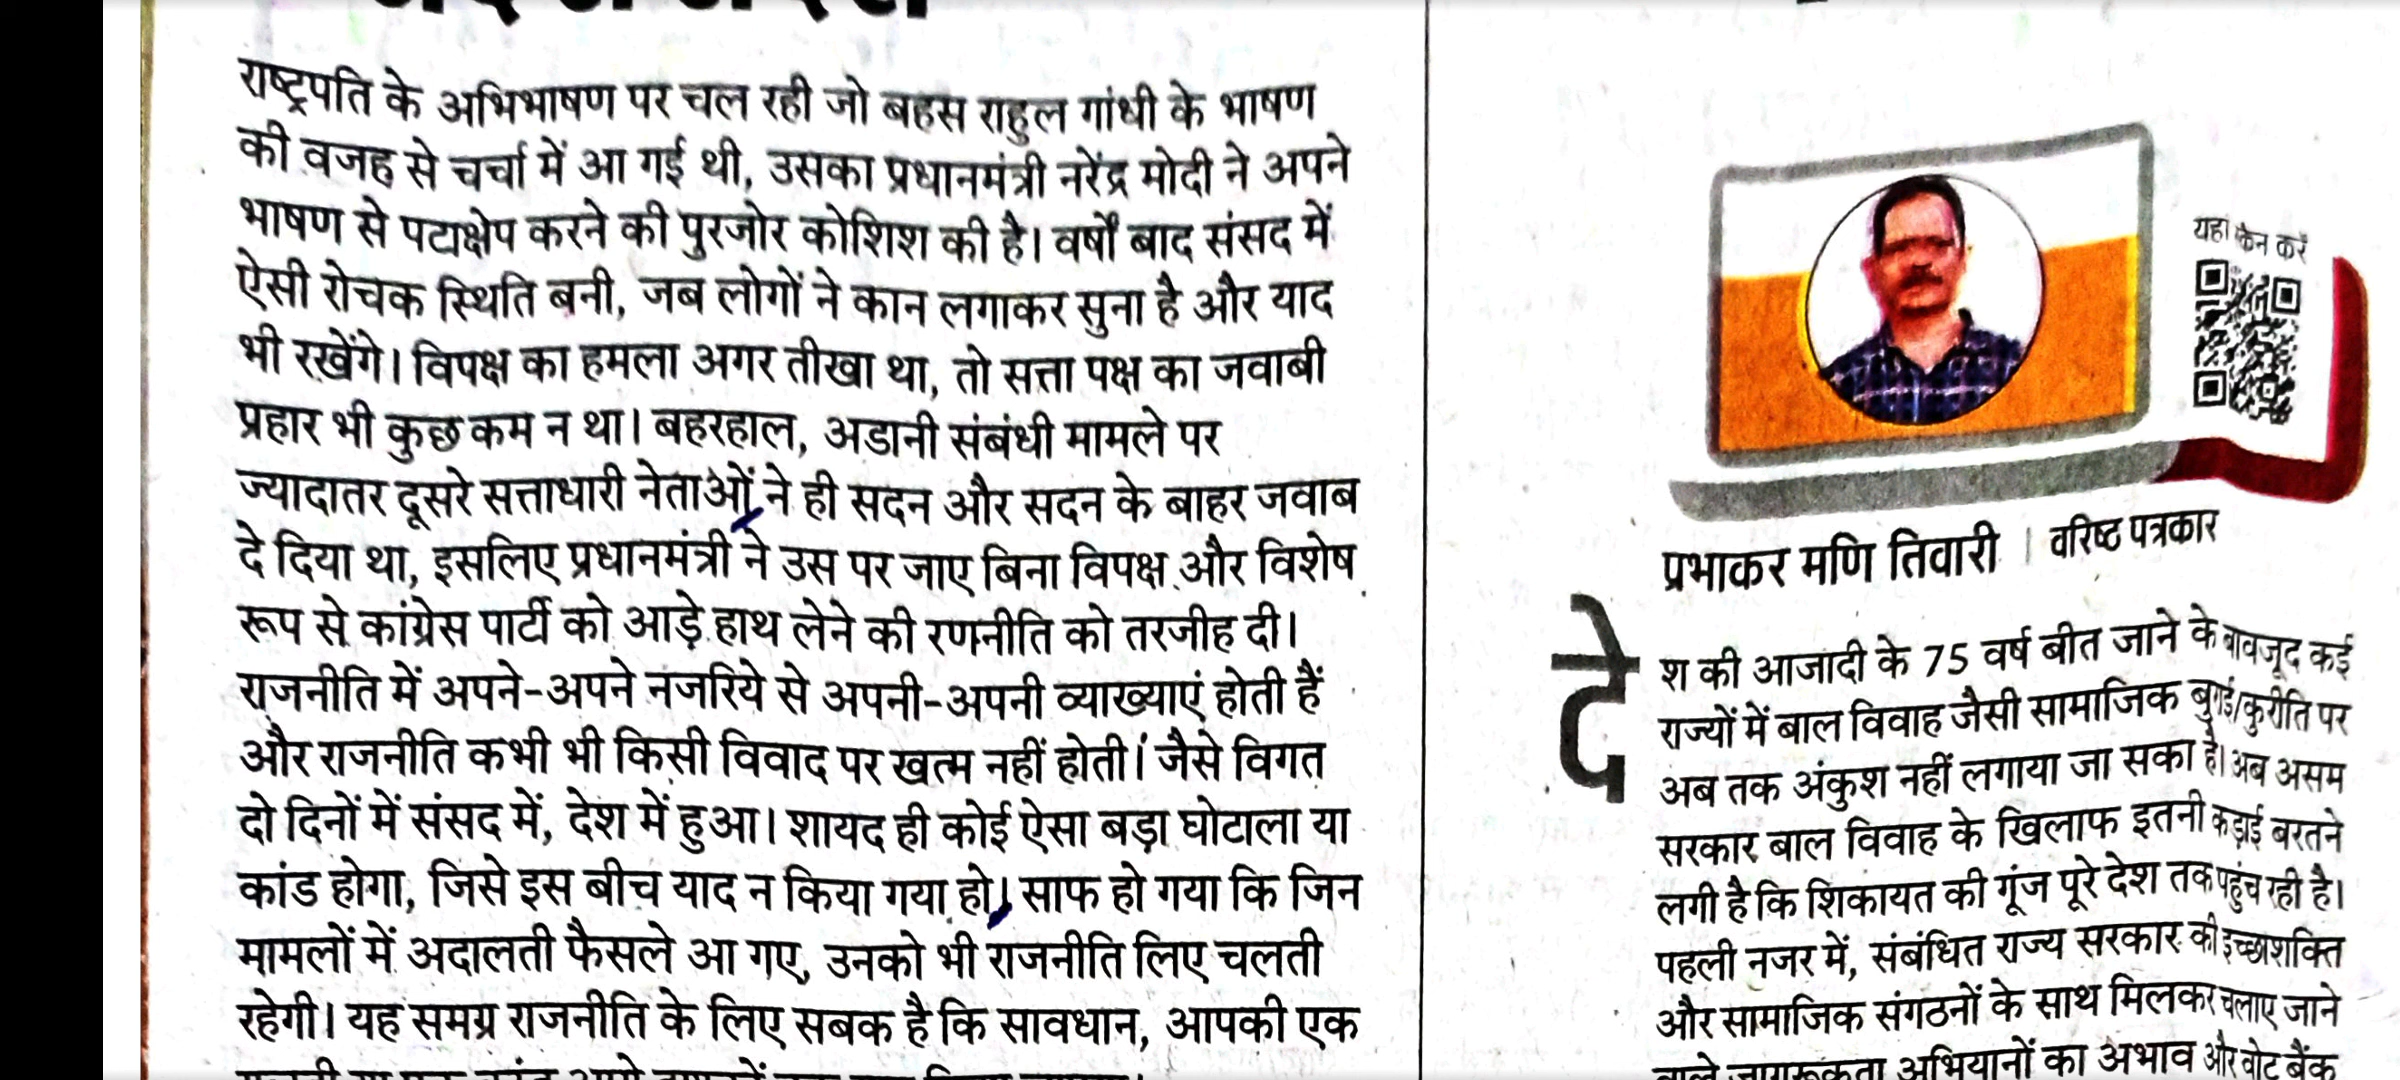 राष्ट्रपति के अभिभाषण पर चल रही जो बहस राहुल गांधी के भाषण
की वजह से चर्चा में आ गई थी, उसका प्रधानमंत्री नरेंद्र मोदी ने अपने
भाषण से पटाक्षेप करने की पुरजोर कोशिश की है। वर्षों बाद संसद में
ऐसी रोचक स्थिति बनी, जब लोगों ने कान लगाकर सुना है और याद
भी रखेंगे। विपक्ष का हमला अगर तीखा था, तो सत्ता पक्ष का जवाबी
प्रहार भी कुछ कम न था। बहरहाल, अडानी संबंधी मामले पर
ज्यादातर दूसरे सत्ताधारी नेताओं ने ही सदन और सदन के बाहर जवाब
दे दिया था, इसलिए प्रधानमंत्री ने उस पर जाए बिना विपक्ष और विशेष
रूप से कांग्रेस पार्टी को आड़े हाथ लेने की रणनीति को तरजीह दी।
राजनीति में अपने-अपने नजरिये से अपनी-अपनी व्याख्याएं होती हैं
और राजनीति कभी भी किसी विवाद पर खत्म नहीं होती। जैसे विगत
दो दिनों में संसद में, देश में हुआ। शायद ही कोई ऐसा बड़ा घोटाला या
कांड होगा, जिसे इस बीच याद न किया गया हो। साफ हो गया कि जिन
मामलों में अदालती फैसले आ गए, उनको भी राजनीति लिए चलती
रहेगी। यह समग्र राजनीति के लिए सबक है कि सावधान, आपकी एक
यहां करें
प्रभाकर मणि तिवारी | वरिष्ठ पत्रकार
देश की आजादी के 75 वर्ष बीत जाने के बावजूद कई
राज्यों में बाल विवाह जैसी सामाजिक बुराई/कुरीति पर
अब तक अंकुश नहीं लगाया जा सका है। अब असम
सरकार बाल विवाह के खिलाफ इतनी कड़ाई बरतने
लगी है कि शिकायत की गूंज पूरे देश तक पहुंच रही है।
पहली नजर में, संबंधित राज्य सरकार की इच्छाशक्ति
और सामाजिक संगठनों के साथ मिलकर चलाए जाने
वाले जागरूकता अभियानों का अभाव और वोट बैंक